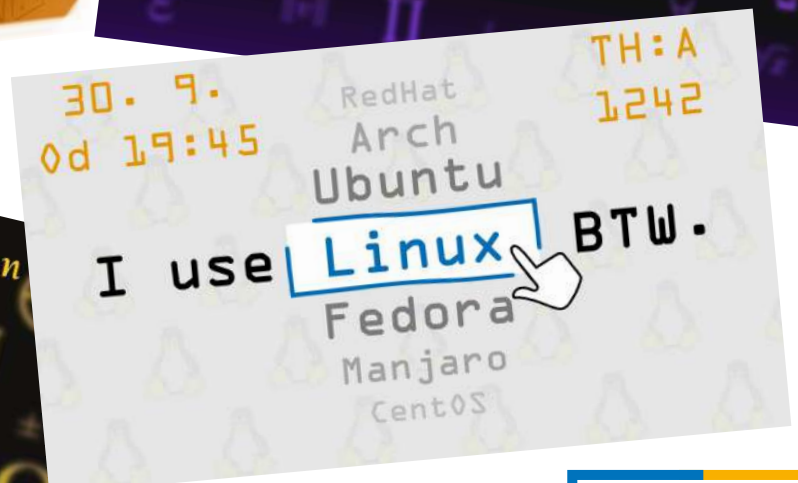 30. 9.
Od 19:45
TH:A
1242
RedHat
Arch
Ubuntu
I use Linux BTW.
Fedora
Manjaro
CentOS